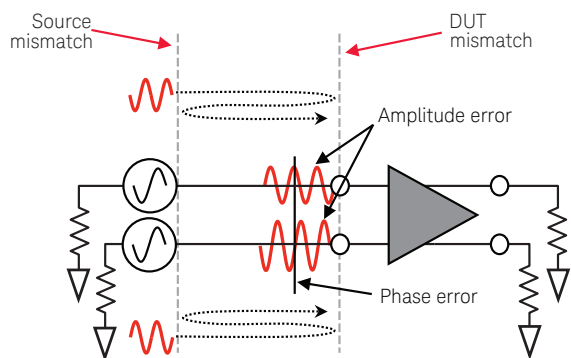 Source
mismatch
DUT
mismatch
Amplitude error
Phase error